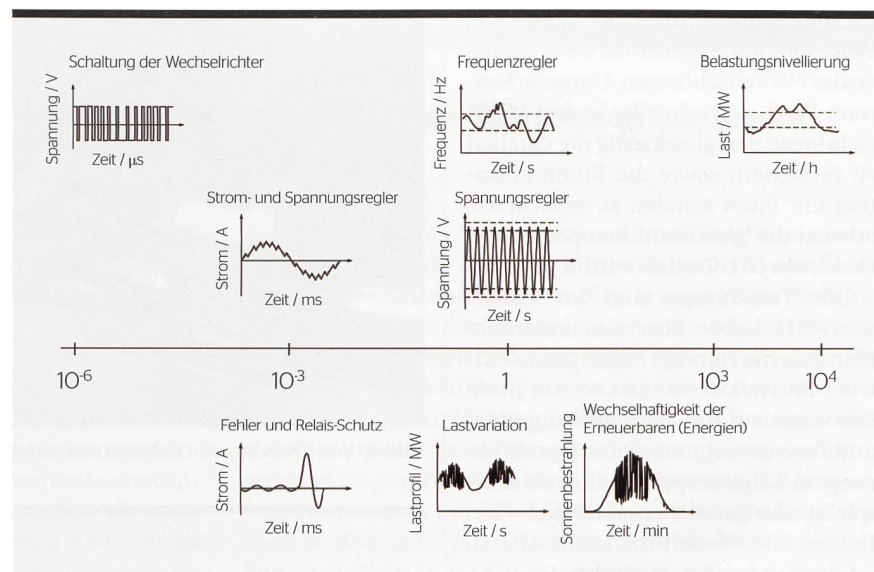 Schaltung der Wechselrichter
Spannung / V
Zeit / μs
Frequenzregler
Frequenz / Hz
Zeit / s
Belastungsnivellierung
Last / MW
Zeit / h
Strom- und Spannungsregler
Strom / A
Zeit / ms
Spannungsregler
Spannung / V
Zeit / s
10⁻⁶
10⁻³
1
10³
10⁴
Fehler und Relais-Schutz
Strom / A
Zeit / ms
Lastvariation
Lastprofil / MW
Zeit / s
Wechselhaftigkeit der
Erneuerbaren (Energien)
Sonnenbestrahlung
Zeit / min